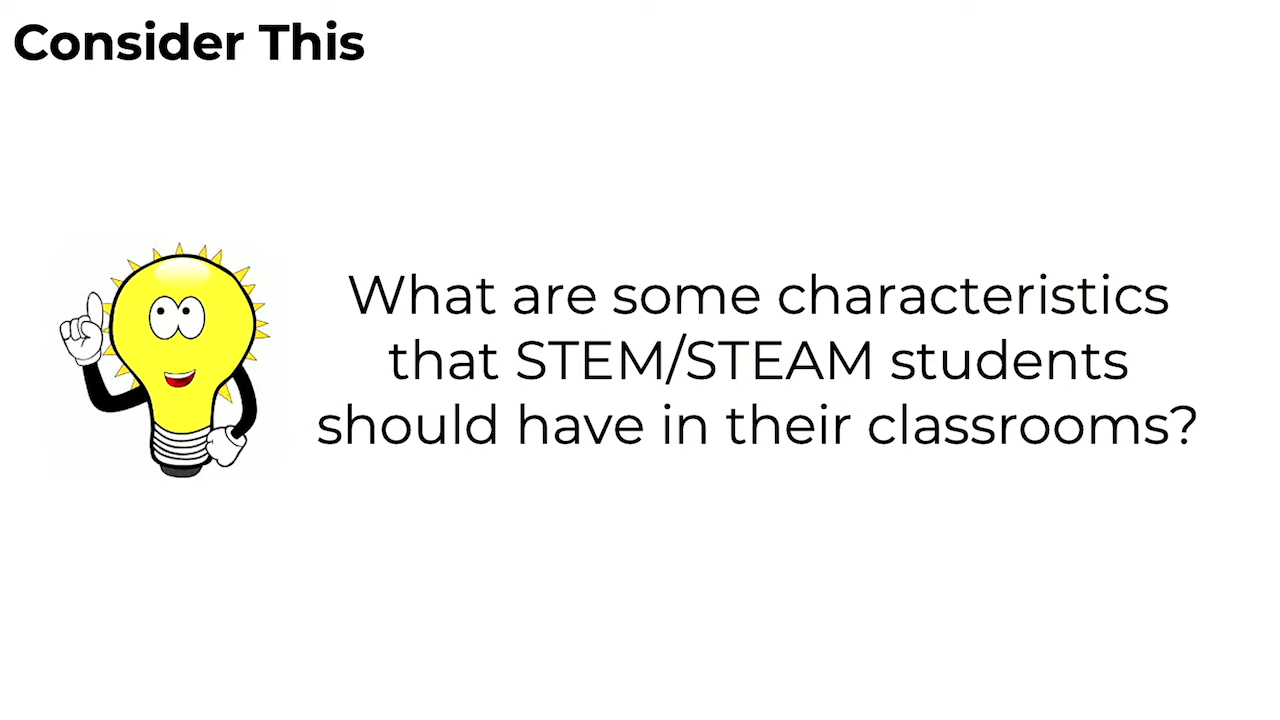 Consider This
What are some characteristics
that STEM/STEAM students
should have in their classrooms?